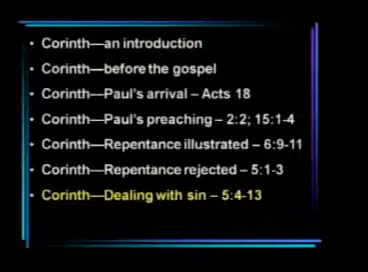 • Corinth—an introduction
• Corinth—before the gospel
• Corinth—Paul's arrival – Acts 18
• Corinth—Paul's preaching – 2:2; 15:1-4
• Corinth—Repentance illustrated – 6:9-11
• Corinth—Repentance rejected – 5:1-3
• Corinth—Dealing with sin – 5:4-13